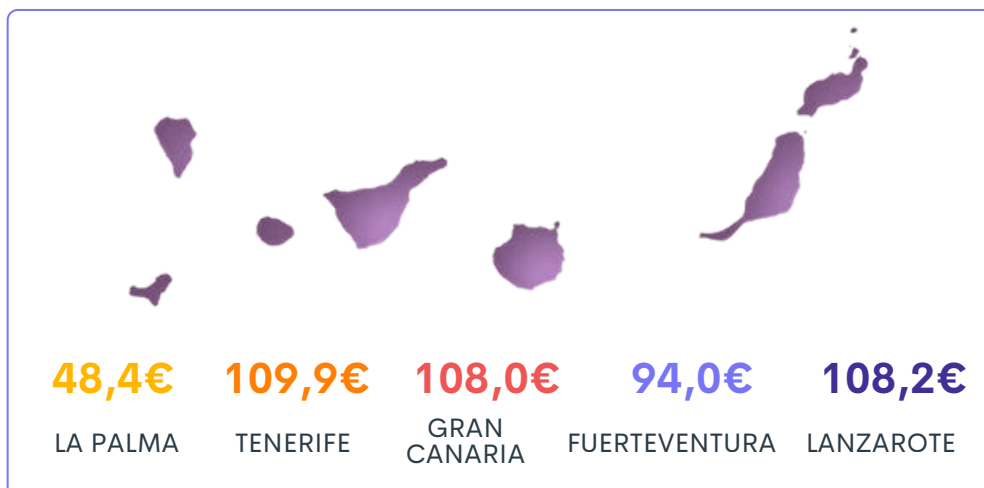 48,4€
109,9€
108,0€
94,0€
108,2€
LA PALMA
TENERIFE
GRAN
CANARIA
FUERTEVENTURA
LANZAROTE